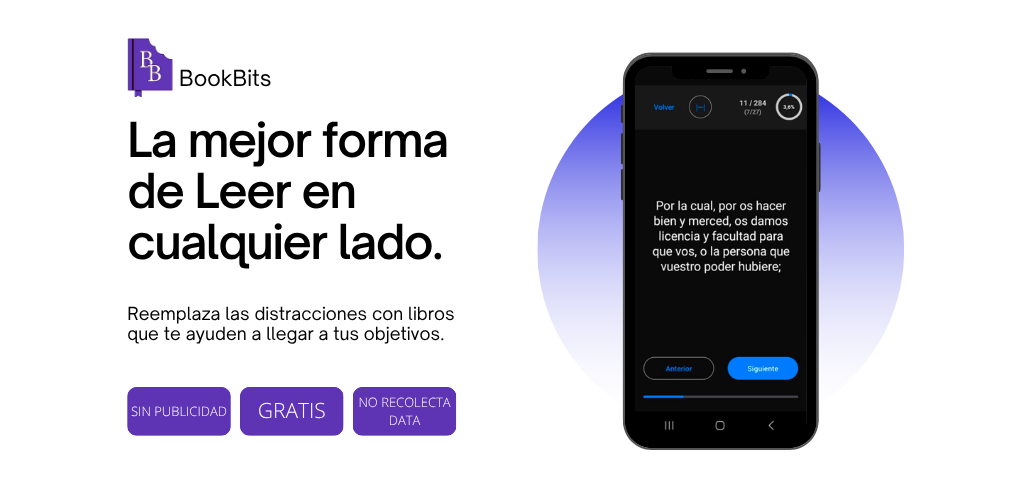 BB
BookBits
La mejor forma
de Leer en
cualquier lado.
Reemplaza las distracciones con libros
que te ayuden a llegar a tus objetivos.
SIN PUBLICIDAD
GRATIS
NO RECOLECTA
DATA
Volver
11 / 284
(7/27)
3,6%
Por la cual, por os hacer
bien y merced, os damos
licencia y facultad para
que vos, o la persona que
vuestro poder hubiere;
Anterior
Siguiente